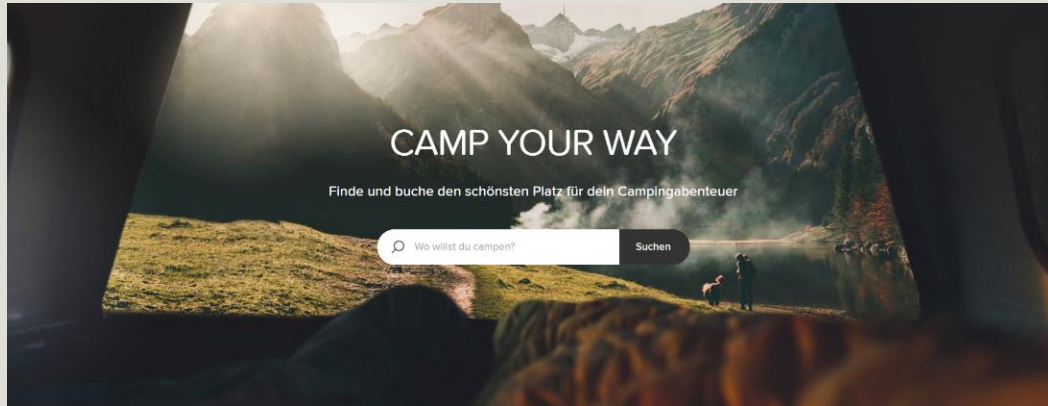 CAMP YOUR WAY
Finde und buche den schönsten Platz für dein Campingabenteuer
Wo willst du campen?
Suchen